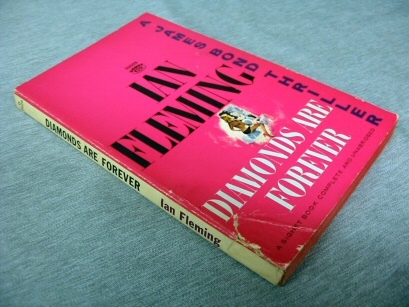 A JAMES BOND THRILLER
IAN
FLEMING
DIAMONDS ARE
FOREVER
A SIGNET BOOK COMPLETE AND UNABRIDGED
DIAMONDS ARE FOREVER
Ian Fleming